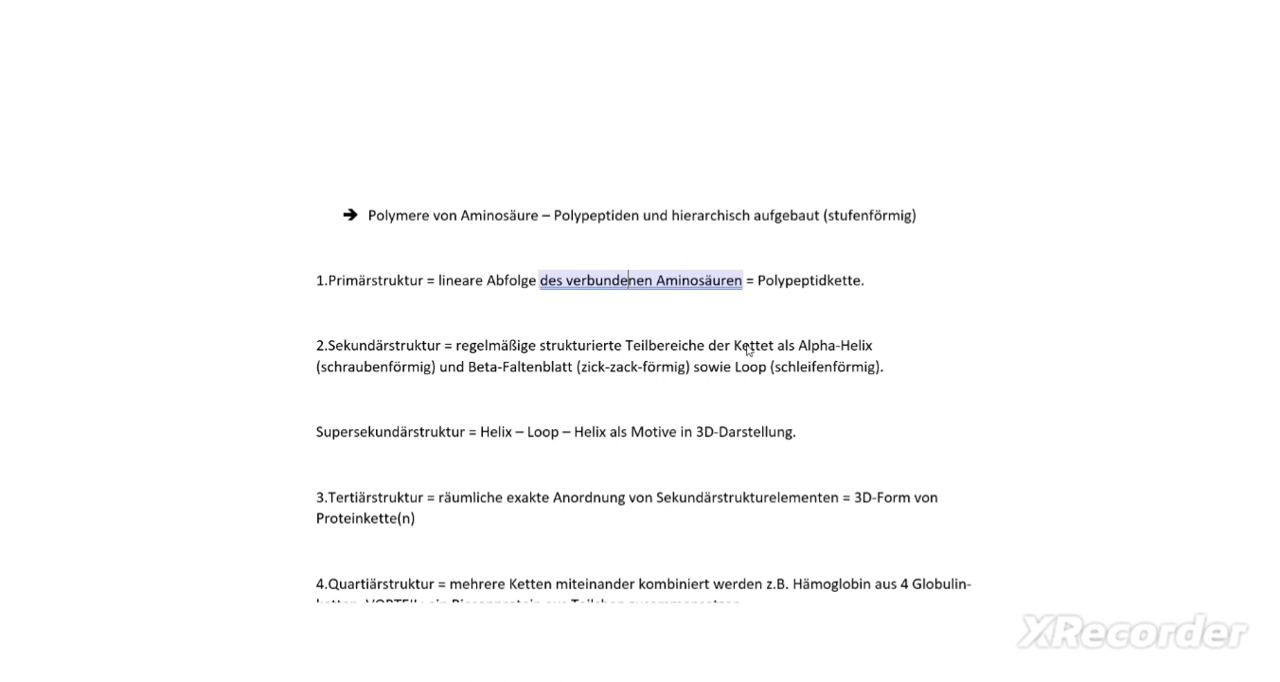 ➔ Polymere von Aminosäure – Polypeptiden und hierarchisch aufgebaut (stufenförmig)
1.Primärstruktur = lineare Abfolge des verbundenen Aminosäuren = Polypeptidkette.
2.Sekundärstruktur = regelmäßige strukturierte Teilbereiche der Kettet als Alpha-Helix
(schraubenförmig) und Beta-Faltenblatt (zick-zack-förmig) sowie Loop (schleifenförmig).
Supersekundärstruktur = Helix – Loop – Helix als Motive in 3D-Darstellung.
3.Tertiärstruktur = räumliche exakte Anordnung von Sekundärstrukturelementen = 3D-Form von
Proteinkette(n)
4.Quartiärstruktur = mehrere Ketten miteinander kombiniert werden z.B. Hämoglobin aus 4 Globulin-
XRecorder